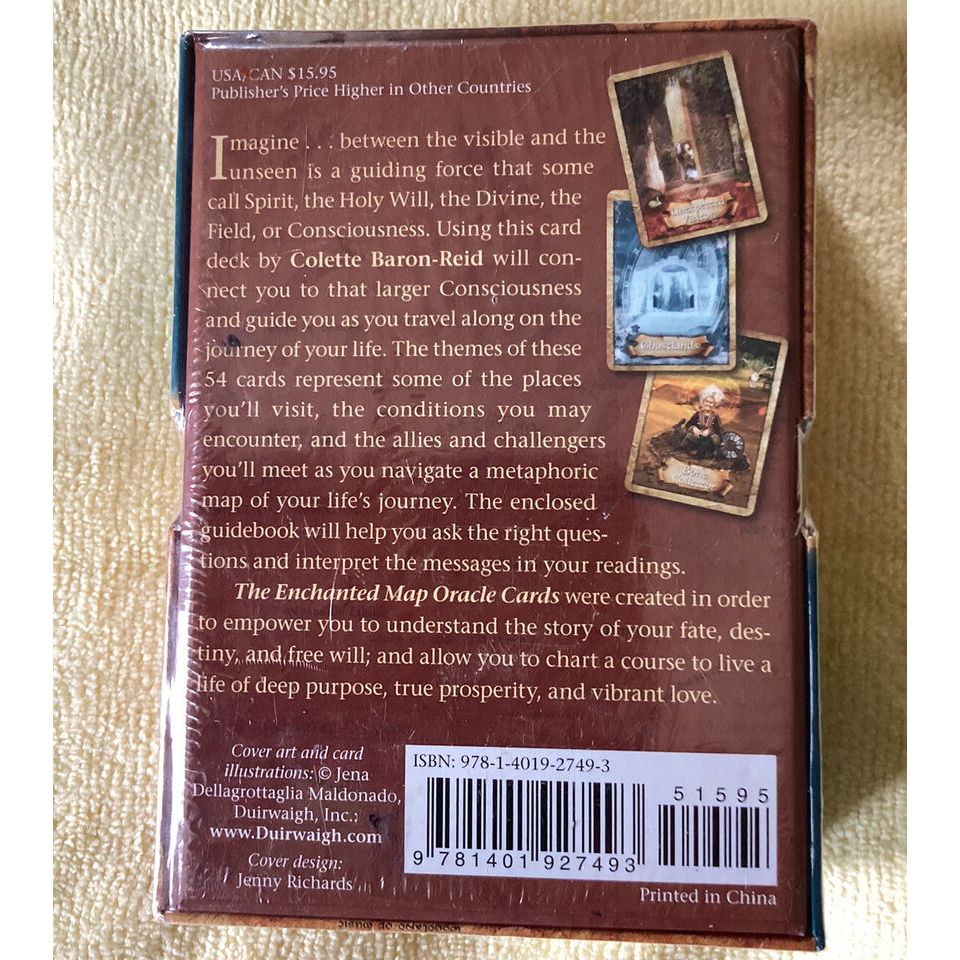 USA/CAN $15.95
Publisher's Price Higher in Other Countries
Imagine . . . between the visible and the
unseen is a guiding force that some
call Spirit, the Holy Will, the Divine, the
Field, or Consciousness. Using this card
deck by Colette Baron-Reid will con-
nect you to that larger Consciousness
and guide you as you travel along on the
journey of your life. The themes of these
54 cards represent some of the places
you'll visit, the conditions you may
encounter, and the allies and challengers
you'll meet as you navigate a metaphoric
map of your life's journey. The enclosed
guidebook will help you ask the right ques-
tions and interpret the messages in your readings.
The Enchanted Map Oracle Cards were created in order
to empower you to understand the story of your fate, des-
tiny, and free will; and allow you to chart a course to live a
life of deep purpose, true prosperity, and vibrant love.
Unexpected
Visitor
Ghostlands
Bone
Collector
Cover art and card
illustrations: © Jena
Dellagrottaglia Maldonado,
Duirwaigh, Inc.;
www.Duirwaigh.com
Cover design:
Jenny Richards
ISBN: 978-1-4019-2749-3
51595
9 781401 927493
Printed in China